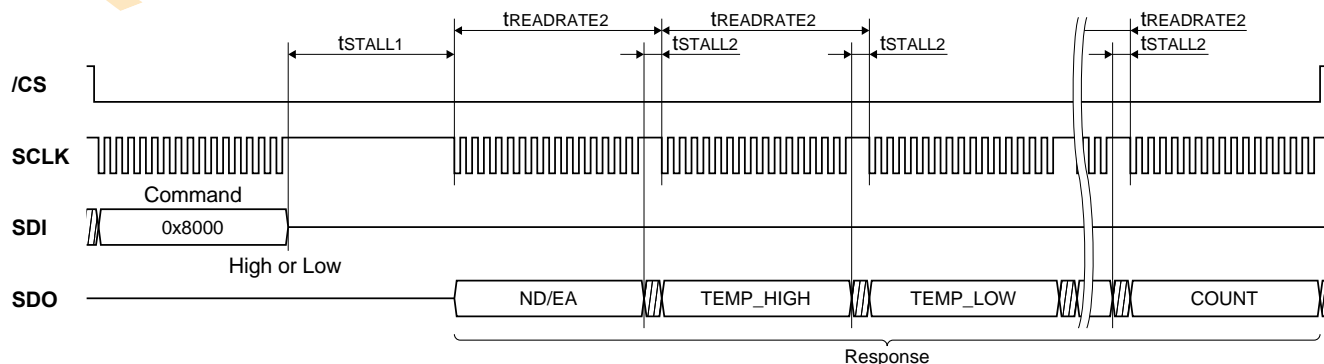 tREADRATE2 tREADRATE2 tREADRATE2
tSTALL1 tSTALL2 tSTALL2 tSTALL2
/CS
SCLK
Command
SDI 0x8000
High or Low
SDO ND/EA TEMP_HIGH TEMP_LOW COUNT
Response